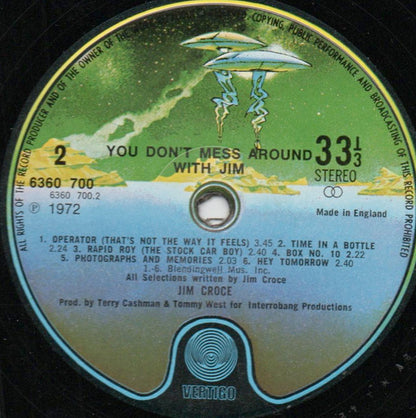 ALL RIGHTS OF THE RECORD PRODUCER AND OF THE OWNER OF THE
COPYING, PUBLIC PERFORMANCE AND BROADCASTING OF THIS RECORD PROHIBITED
2
YOU DON'T MESS AROUND
WITH JIM
33⅓
STEREO
6360 700
6360 700.2
Ⓟ 1972
Made in England
1. OPERATOR (THAT'S NOT THE WAY IT FEELS) 3.45 2. TIME IN A BOTTLE
2.24 3. RAPID ROY (THE STOCK CAR BOY) 2.40 4. BOX NO. 10 2.22
5. PHOTOGRAPHS AND MEMORIES 2.03 6. HEY TOMORROW 2.40
1.-6. Blendingwell Mus. Inc.
All Selections written by Jim Croce
JIM CROCE
Prod. by Terry Cashman & Tommy West for Interrobang Productions
VERTIGO